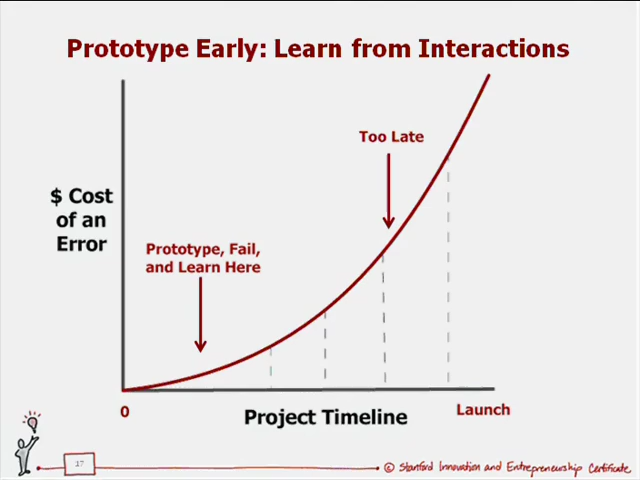 Prototype Early: Learn from Interactions
Too Late
$ Cost
of an
Error
Prototype, Fail,
and Learn Here
0
Project Timeline
Launch
17
© Stanford Innovation and Entrepreneurship Certificate